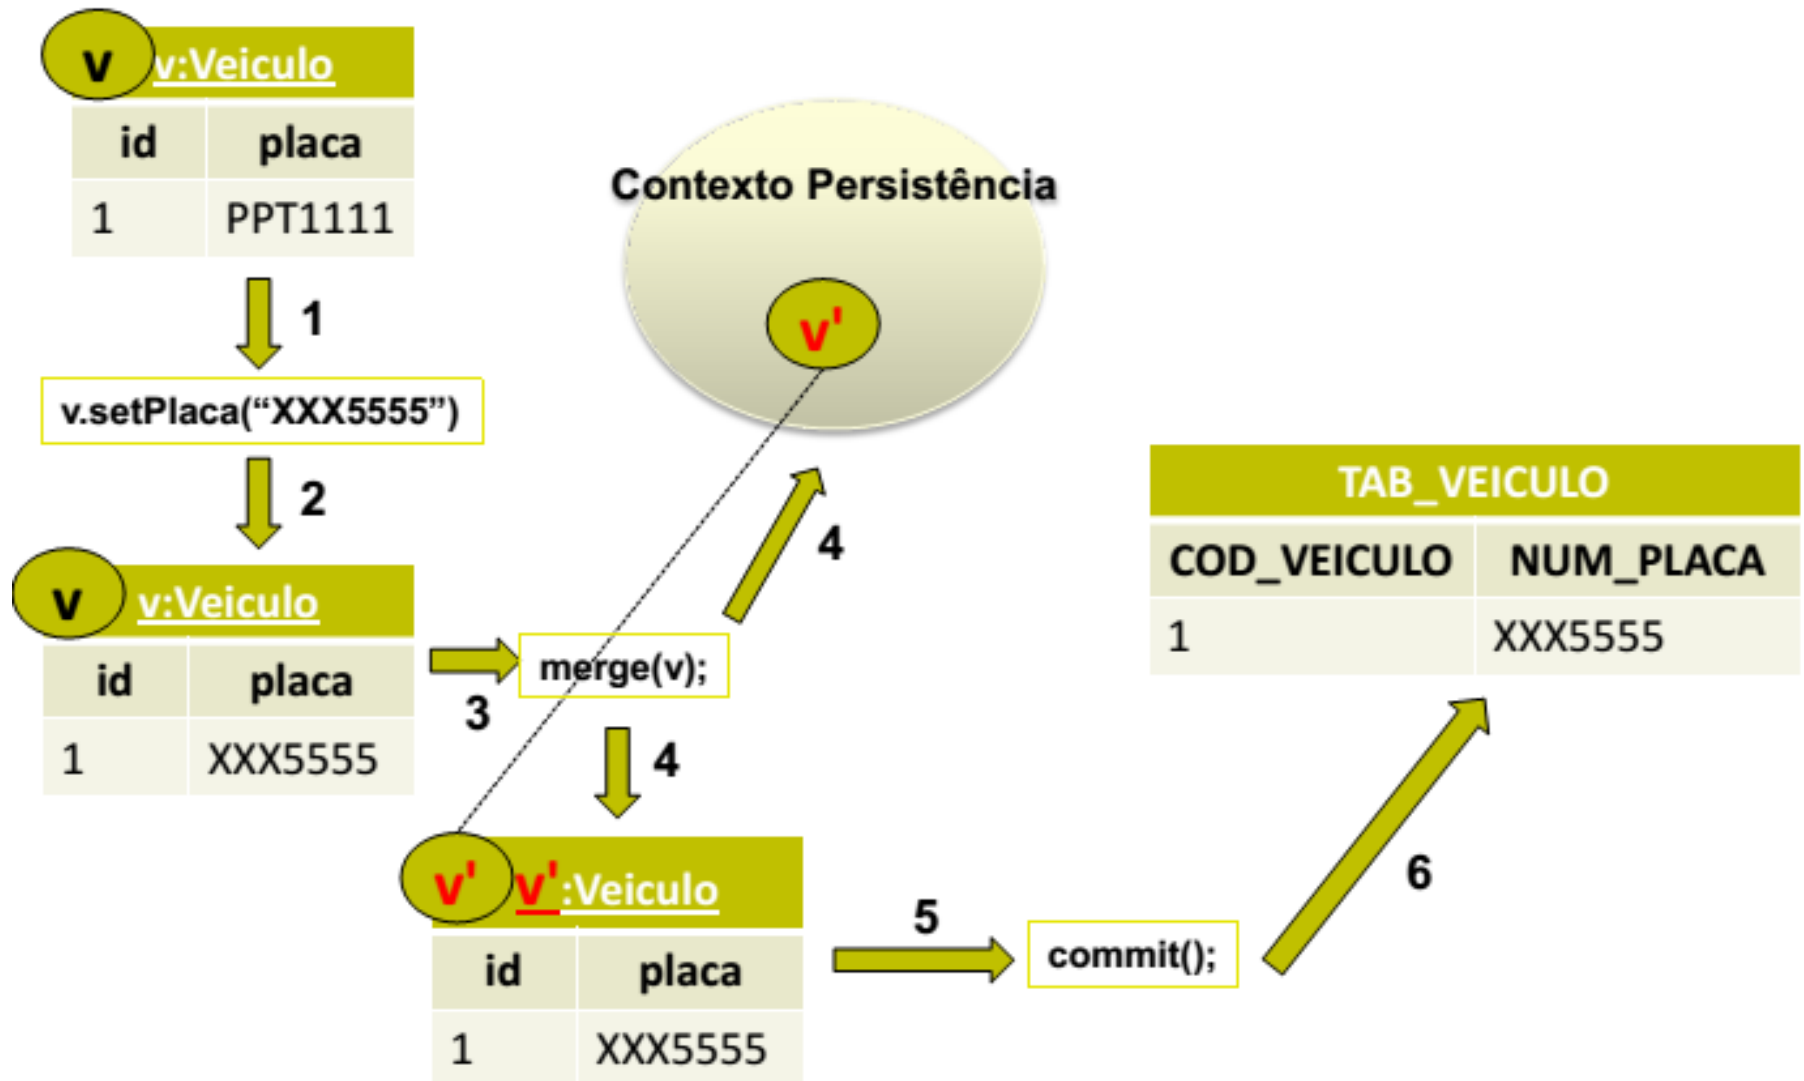 v
v:Veiculo
id placa
1 PPT1111
1
v.setPlaca(“XXX5555”)
2
v
v:Veiculo
id placa
1 XXX5555
3
merge(v);
4
Contexto Persistência
v'
4
v'
v':Veiculo
id placa
1 XXX5555
5
commit();
6
TAB_VEICULO
COD_VEICULO NUM_PLACA
1 XXX5555